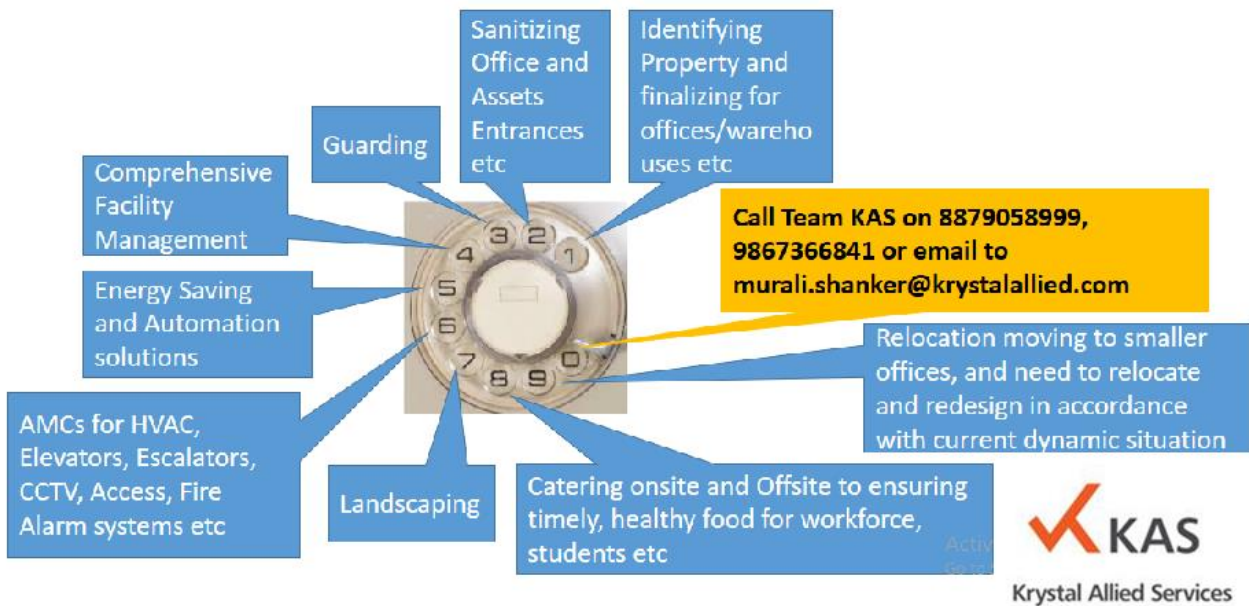 Sanitizing
Office and
Assets
Entrances
etc
Identifying
Property and
finalizing for
offices/wareho
uses etc
Guarding
Comprehensive
Facility
Management
Call Team KAS on 8879058999,
9867366841 or email to
murali.shanker@krystalallied.com
3
2
4
1
5
6
7
8
9
0
Energy Saving
and Automation
solutions
Relocation moving to smaller
offices, and need to relocate
and redesign in accordance
with current dynamic situation
AMCs for HVAC,
Elevators, Escalators,
CCTV, Access, Fire
Alarm systems etc
Landscaping
Catering onsite and Offsite to ensuring
timely, healthy food for workforce,
students etc
KAS
Krystal Allied Services